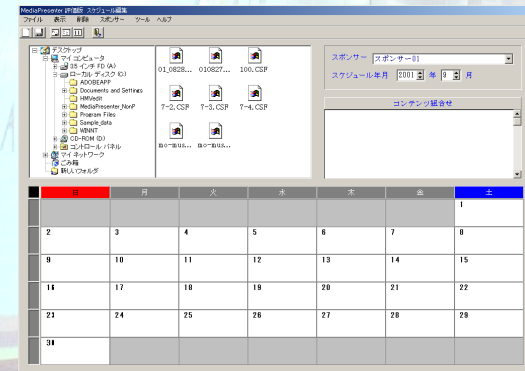 MediaPresenter 評価版 スケジュール編集
ファイル 表示 削除 スポンサー ツール ヘルプ
デスクトップ
マイ コンピュータ
3.5 インチ FD (A)
ローカル ディスク (C)
ADOBEAPP
Documents and Settings
HMVedit
MediaPresenter_NonP
Program Files
Sample_data
WINNT
CD-ROM (D)
コントロール パネル
マイ ネットワーク
ごみ箱
新しいフォルダ
01_0828... 010827... 100.CSF
7-2.CSF 7-3.CSF 7-4.CSF
mo-mus... mo-mus...
スポンサー スポンサー01
スケジュール年月 2001 年 9 月
コンテンツ組合せ
日 月 火 水 木 金 土
1
2 3 4 5 6 7 8
9 10 11 12 13 14 15
16 17 18 19 20 21 22
23 24 25 26 27 28 29
30